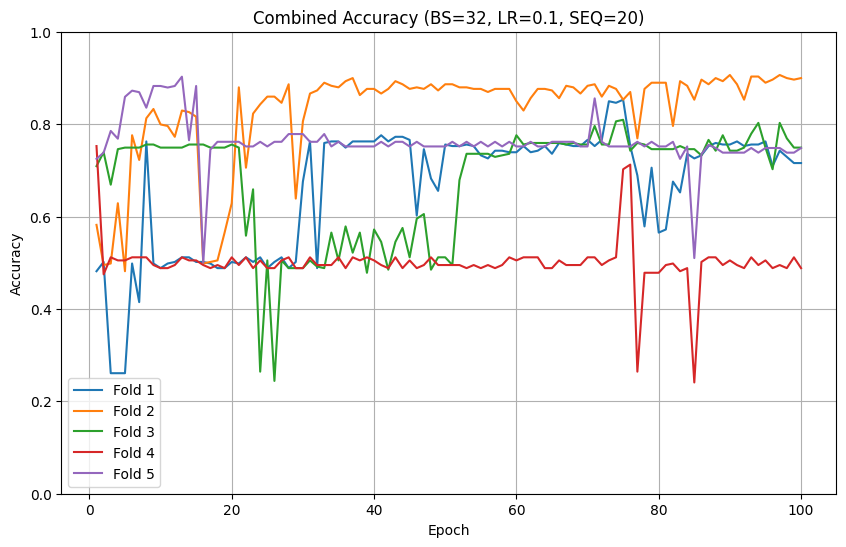 Combined Accuracy (BS=32, LR=0.1, SEQ=20)
1.0
0.8
0.6
0.4
0.2
0.0
Accuracy
Fold 1
Fold 2
Fold 3
Fold 4
Fold 5
0 20 40 60 80 100
Epoch